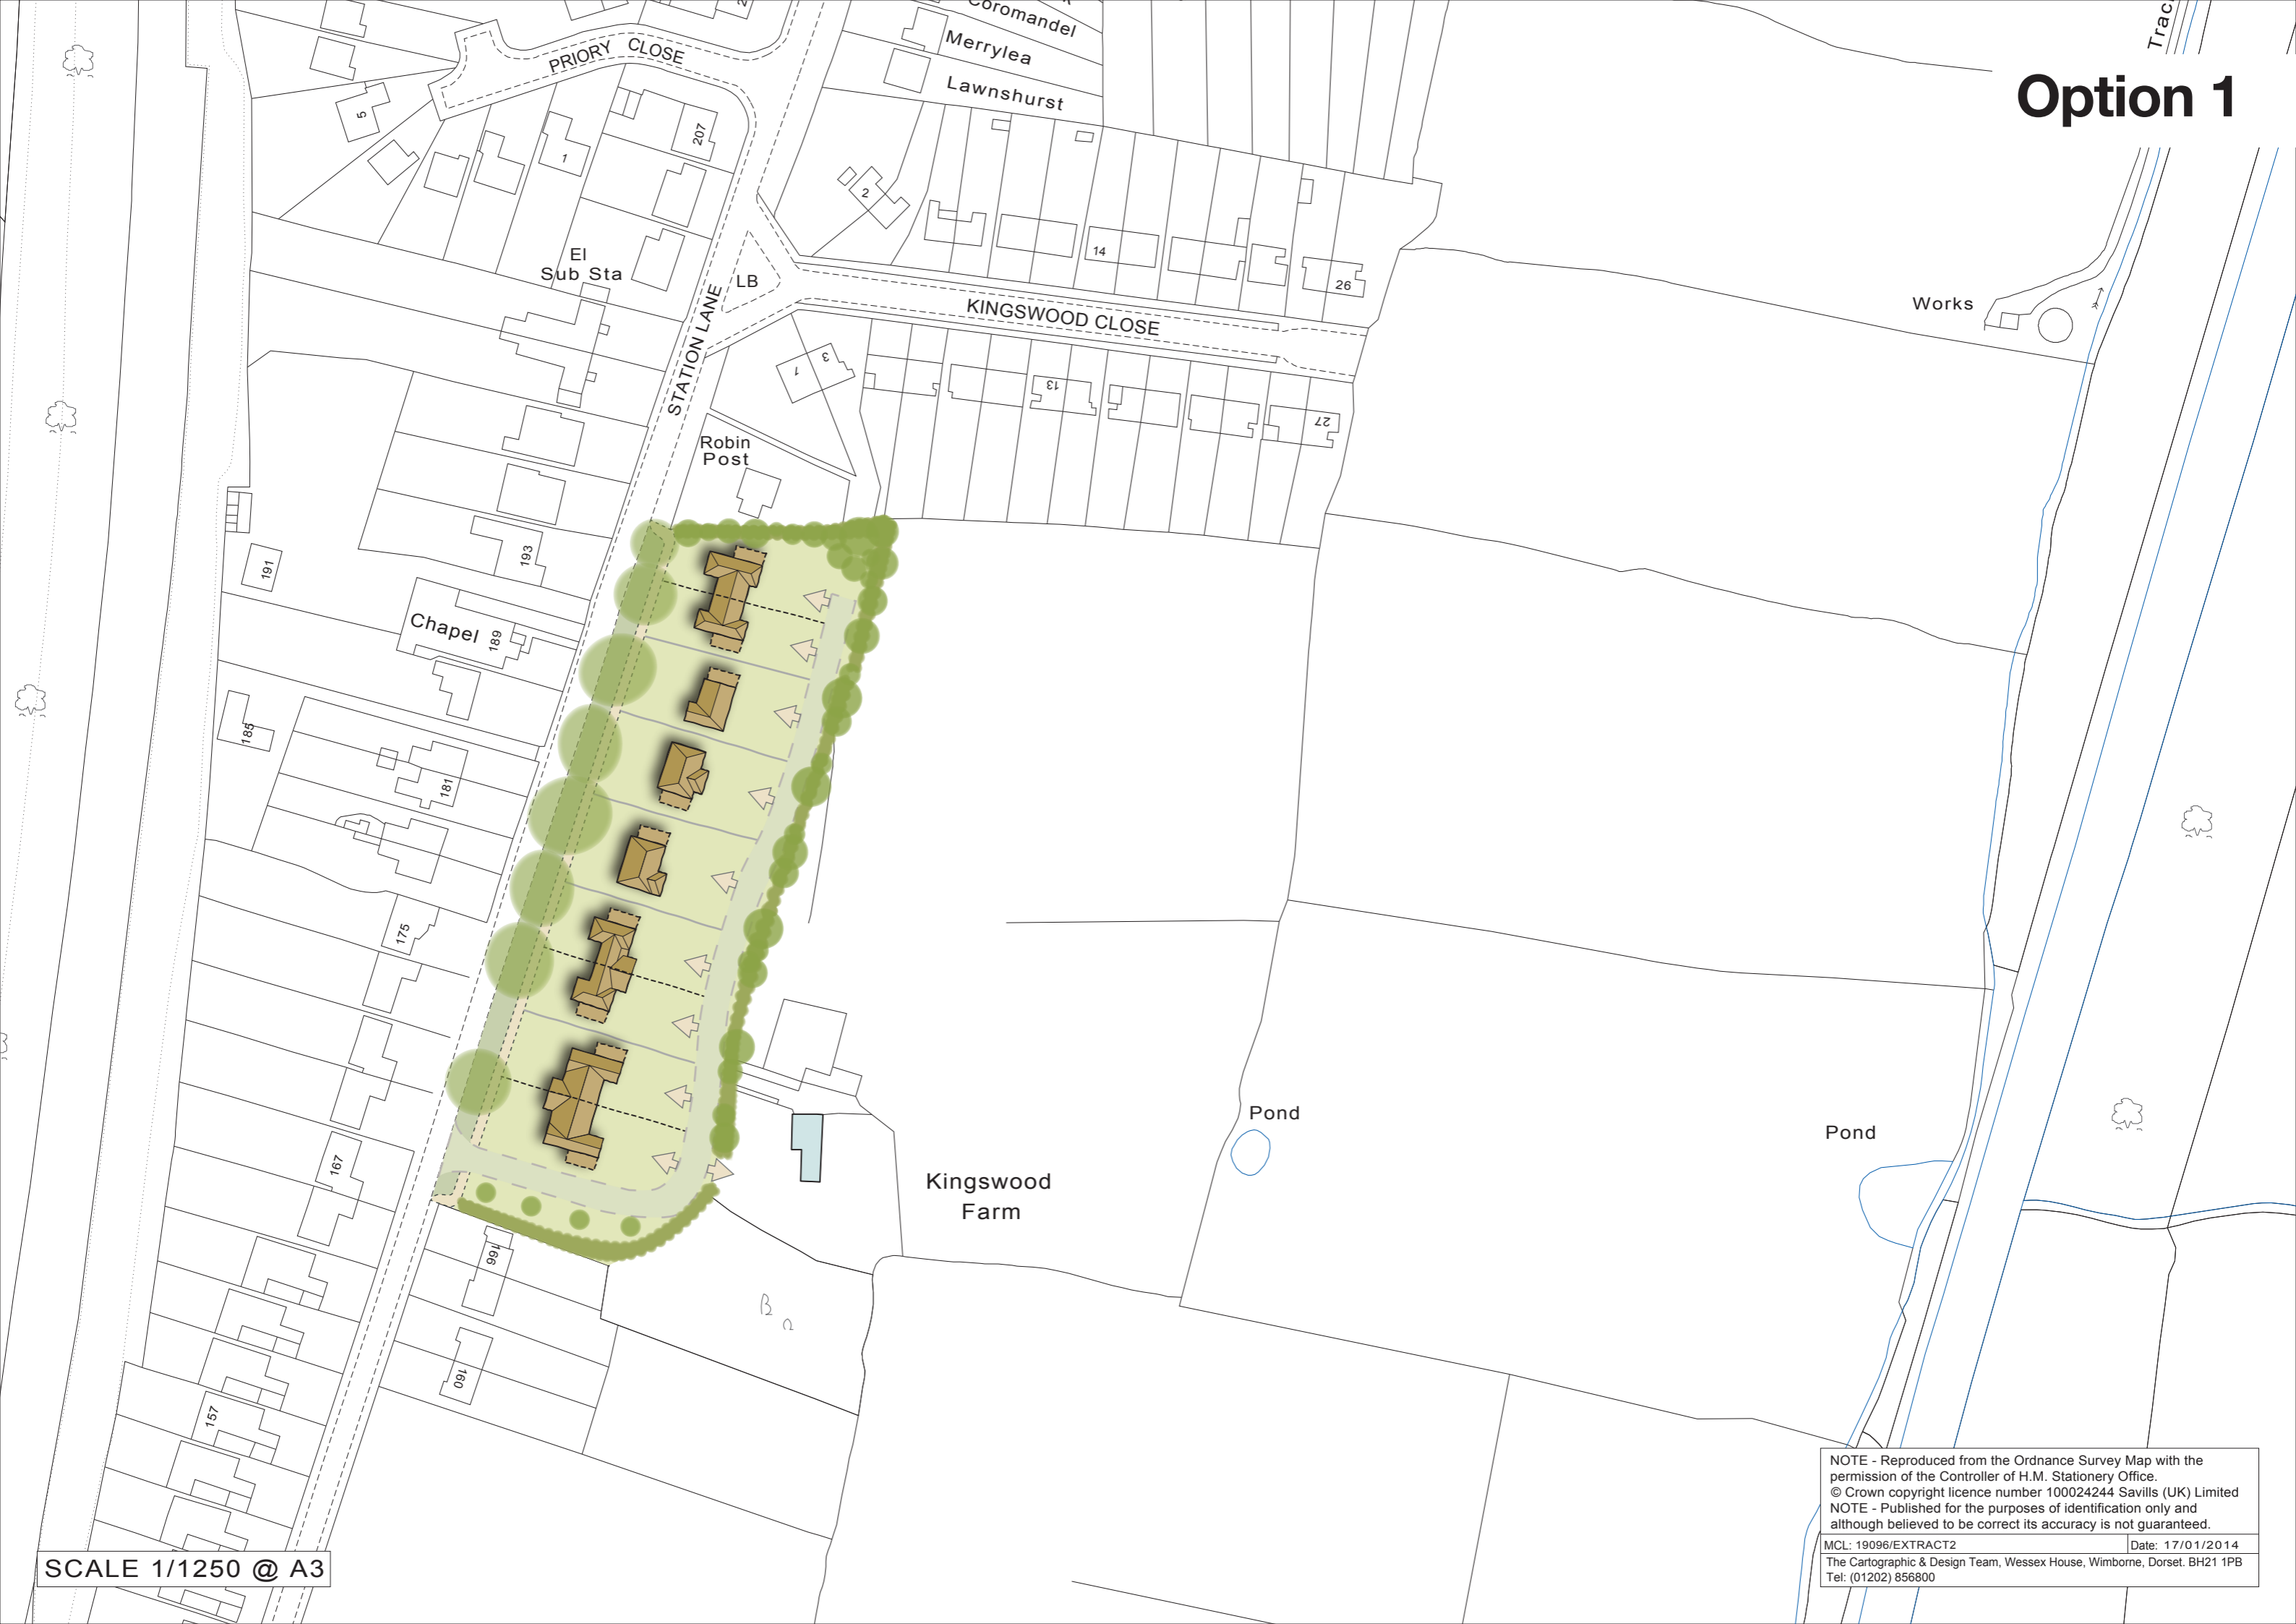 Coromandel
Merrylea
Lawnshurst
PRIORY CLOSE
Trac
Option 1
5
1
207
2
14
26
El
Sub Sta
LB
KINGSWOOD CLOSE
Works
STATION LANE
1
3
13
27
Robin
Post
193
191
Chapel
189
185
181
175
167
Pond
Pond
Kingswood
Farm
166
160
157
SCALE 1/1250 @ A3
NOTE - Reproduced from the Ordnance Survey Map with the
permission of the Controller of H.M. Stationery Office.
© Crown copyright licence number 100024244 Savills (UK) Limited
NOTE - Published for the purposes of identification only and
although believed to be correct its accuracy is not guaranteed.
MCL: 19096/EXTRACT2 Date: 17/01/2014
The Cartographic & Design Team, Wessex House, Wimborne, Dorset. BH21 1PB
Tel: (01202) 856800